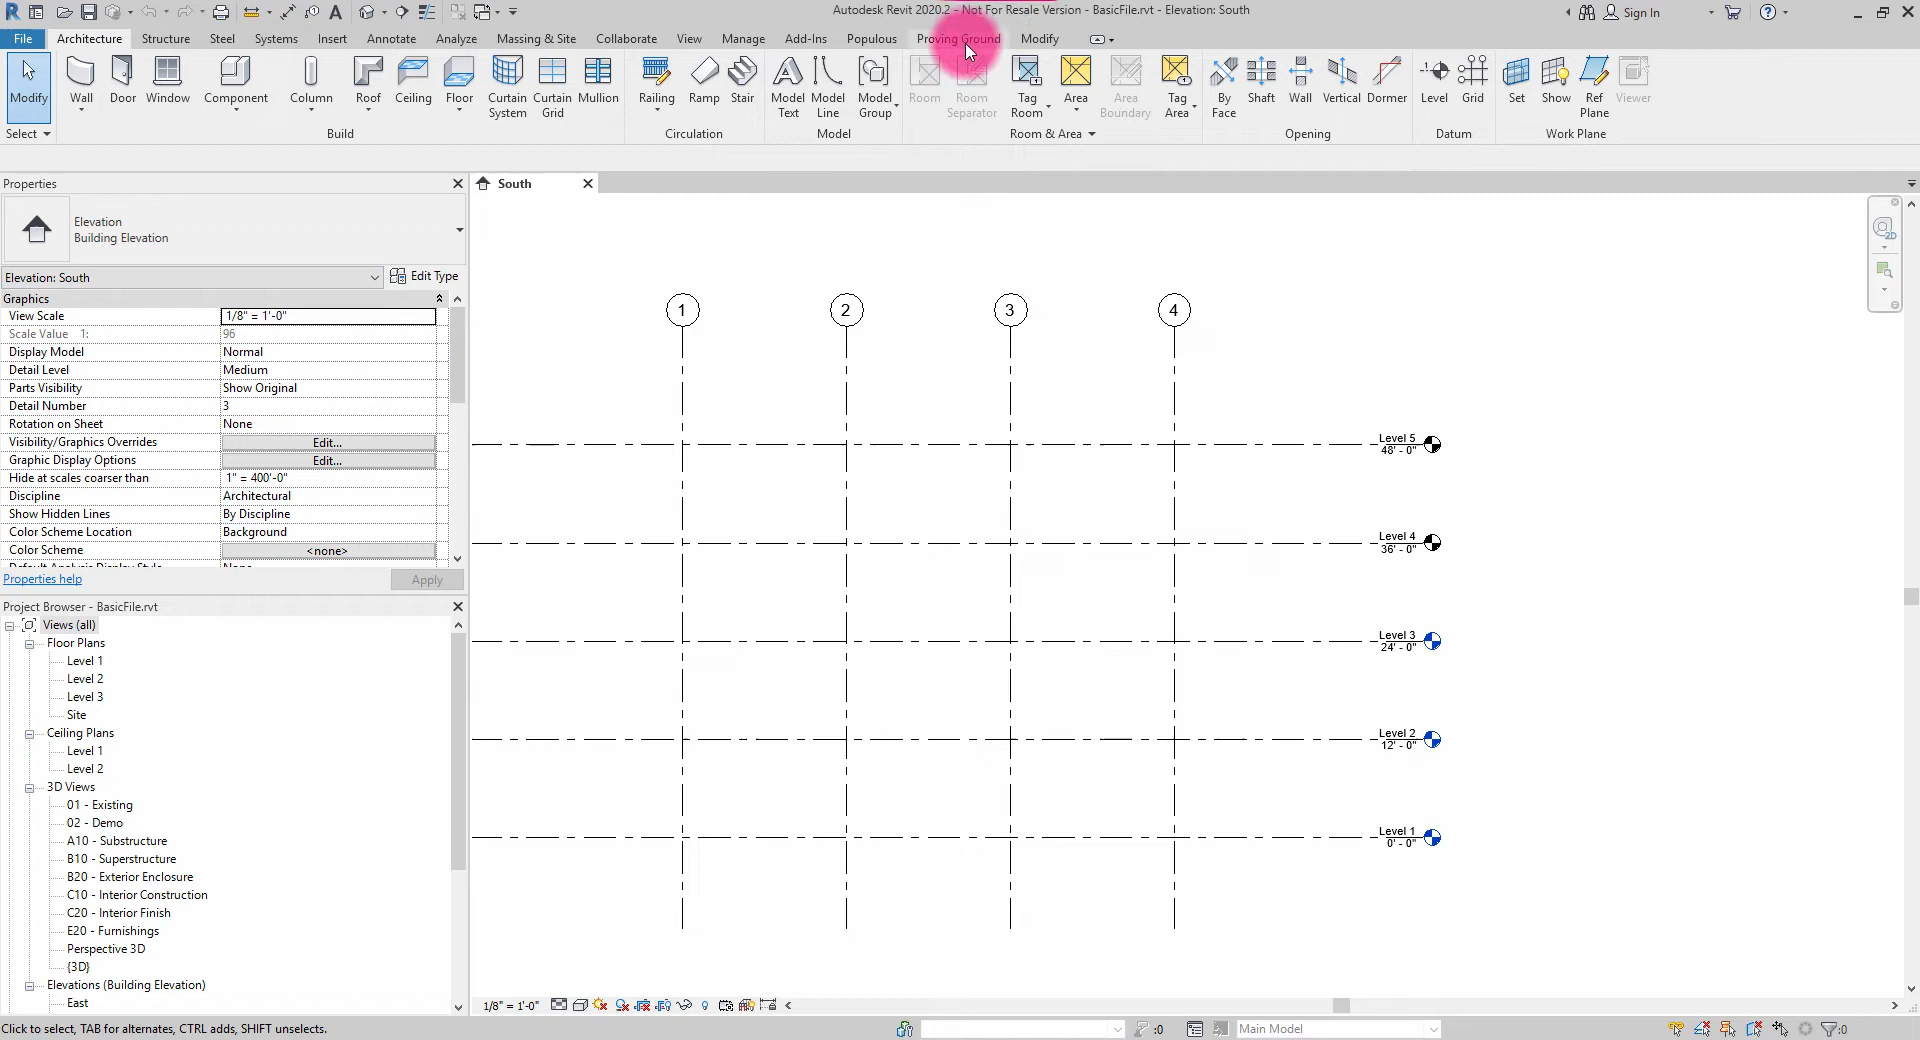 Autodesk Revit 2020.2 - Not For Resale Version - BasicFile.rvt - Elevation: South
Sign In
File Architecture Structure Steel Systems Insert Annotate Analyze Massing & Site Collaborate View Manage Add-Ins Populous Proving Ground Modify
Modify
Wall
Door
Window
Component
Column
Roof
Ceiling
Floor
Curtain System
Curtain Grid
Mullion
Railing
Ramp
Stair
Model Text
Model Line
Model Group
Room
Room Separator
Tag Room
Area
Area Boundary
Tag Area
By Face
Shaft
Wall
Vertical
Dormer
Level
Grid
Set
Show
Ref Plane
Viewer
Select
Build
Circulation
Model
Room & Area
Opening
Datum
Work Plane
Properties
South
Elevation
Building Elevation
Elevation: South
Edit Type
Graphics
View Scale 1/8" = 1'-0"
Scale Value 1: 96
Display Model Normal
Detail Level Medium
Parts Visibility Show Original
Detail Number 3
Rotation on Sheet None
Visibility/Graphics Overrides Edit...
Graphic Display Options Edit...
Hide at scales coarser than 1" = 400'-0"
Discipline Architectural
Show Hidden Lines By Discipline
Color Scheme Location Background
Color Scheme <none>
Default Analysis Display Style None
Properties help
Apply
Project Browser - BasicFile.rvt
Views (all)
Floor Plans
Level 1
Level 2
Level 3
Site
Ceiling Plans
Level 1
Level 2
3D Views
01 - Existing
02 - Demo
A10 - Substructure
B10 - Superstructure
B20 - Exterior Enclosure
C10 - Interior Construction
C20 - Interior Finish
E20 - Furnishings
Perspective 3D
{3D}
Elevations (Building Elevation)
East
2D
1 2 3 4
Level 5
48' - 0"
Level 4
36' - 0"
Level 3
24' - 0"
Level 2
12' - 0"
Level 1
0' - 0"
1/8" = 1'-0"
Click to select, TAB for alternates, CTRL adds, SHIFT unselects.
:0
Main Model
:0